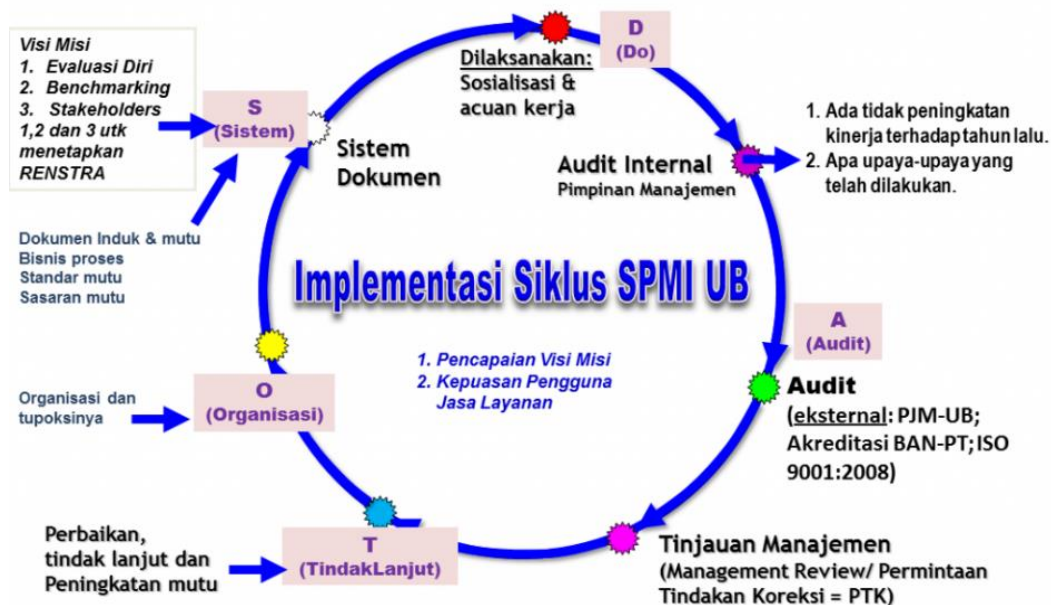 Visi Misi
1. Evaluasi Diri
2. Benchmarking
3. Stakeholders
1,2 dan 3 utk
menetapkan
RENSTRA
S
(Sistem)
Sistem
Dokumen
Dokumen Induk & mutu
Bisnis proses
Standar mutu
Sasaran mutu
D
(Do)
Dilaksanakan:
Sosialisasi &
acuan kerja
Audit Internal
Pimpinan Manajemen
1. Ada tidak peningkatan
kinerja terhadap tahun lalu.
2. Apa upaya-upaya yang
telah dilakukan.
Implementasi Siklus SPMI UB
1. Pencapaian Visi Misi
2. Kepuasan Pengguna
Jasa Layanan
A
(Audit)
Audit
(eksternal: PJM-UB;
Akreditasi BAN-PT; ISO
9001:2008)
Tinjauan Manajemen
(Management Review/ Permintaan
Tindakan Koreksi = PTK)
T
(TindakLanjut)
Perbaikan,
tindak lanjut dan
Peningkatan mutu
O
(Organisasi)
Organisasi dan
tupoksinya